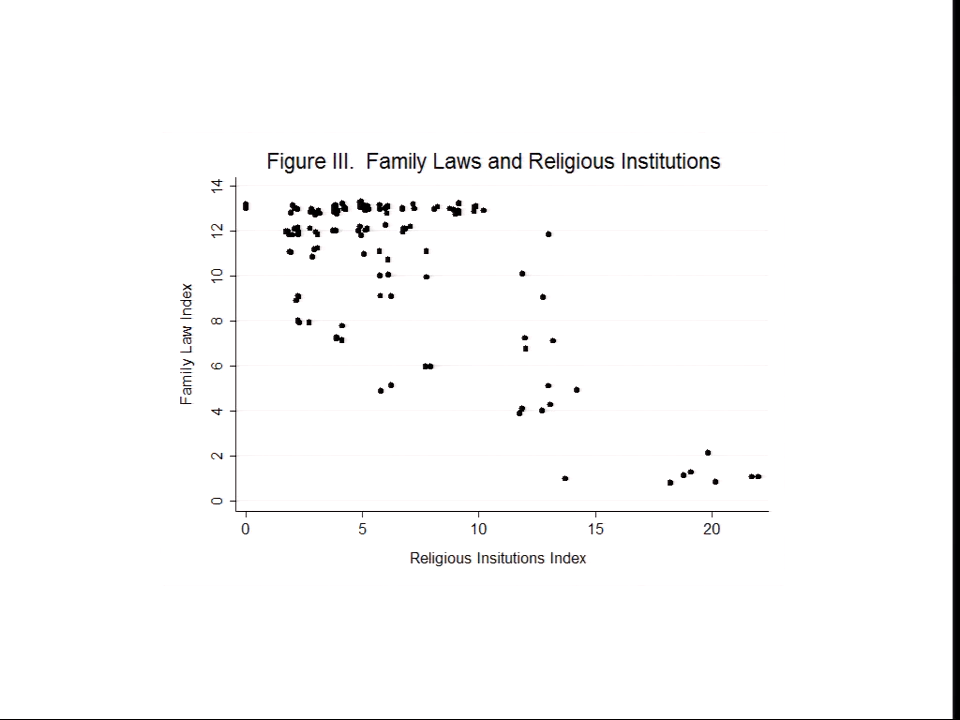 Figure III.  Family Laws and Religious Institutions
14
12
10
8
6
4
2
0
Family Law Index
0 5 10 15 20
Religious Insitutions Index